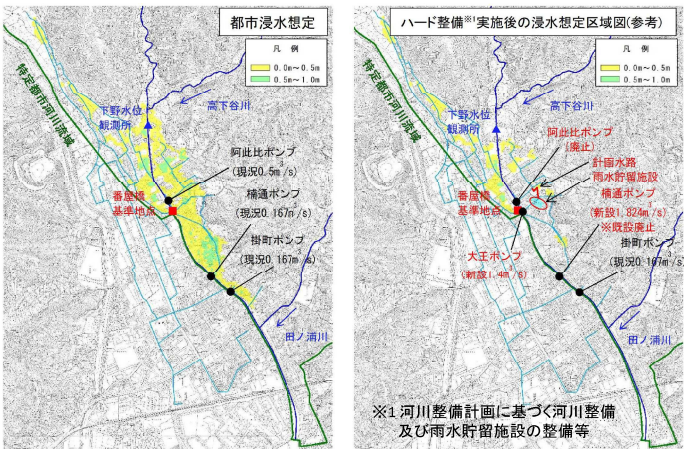 都市浸水想定
凡 例
0.0m～0.5m
0.5m～1.0m
特定都市河川流域
下野水位
観測所
高下谷川
阿此比ポンプ
(現況0.5m/s)
楠通ポンプ
(現況0.167m/s)
番屋橋
基準地点
掛町ポンプ
(現況0.167m³/s)
田ノ浦川
ハード整備※1実施後の浸水想定区域図(参考)
凡 例
0.0m～0.5m
0.5m～1.0m
特定都市河川流域
下野水位
観測所
高下谷川
阿此比ポンプ
(廃止)
計画水路
雨水貯留施設
楠通ポンプ
(新設1.824m³/s)
※既設廃止
番屋橋
基準地点
大王ポンプ
(新設1.4m³/s)
掛町ポンプ
(現況0.167m³/s)
田ノ浦川
※1 河川整備計画に基づく河川整備
及び雨水貯留施設の整備等